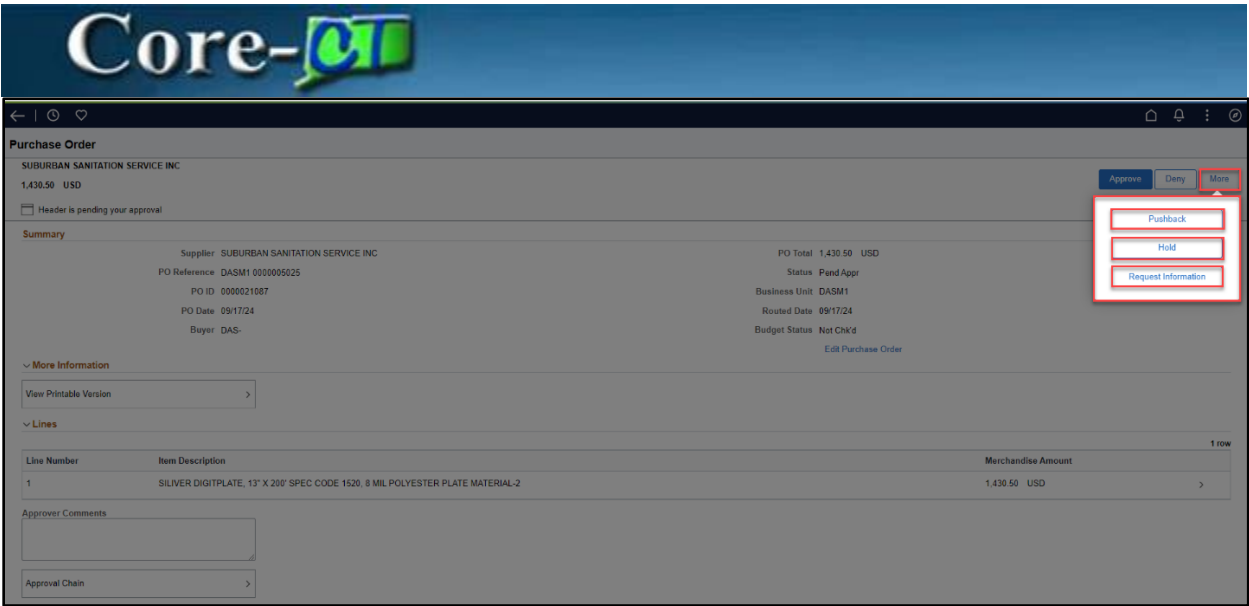 Core-CT
Purchase Order
SUBURBAN SANITATION SERVICE INC
1,430.50 USD
Approve Deny More
Header is pending your approval
Pushback
Hold
Request Information
Summary
Supplier SUBURBAN SANITATION SERVICE INC
PO Total 1,430.50 USD
PO Reference DASM1 0000005025
Status Pend Appr
PO ID 0000021087
Business Unit DASM1
PO Date 09/17/24
Routed Date 09/17/24
Buyer DAS-
Budget Status Not Chk'd
Edit Purchase Order
More Information
View Printable Version
Lines
1 row
Line Number Item Description Merchandise Amount
1 SILIVER DIGITPLATE, 13" X 200' SPEC CODE 1520, 8 MIL POLYESTER PLATE MATERIAL-2 1,430.50 USD
Approver Comments
Approval Chain